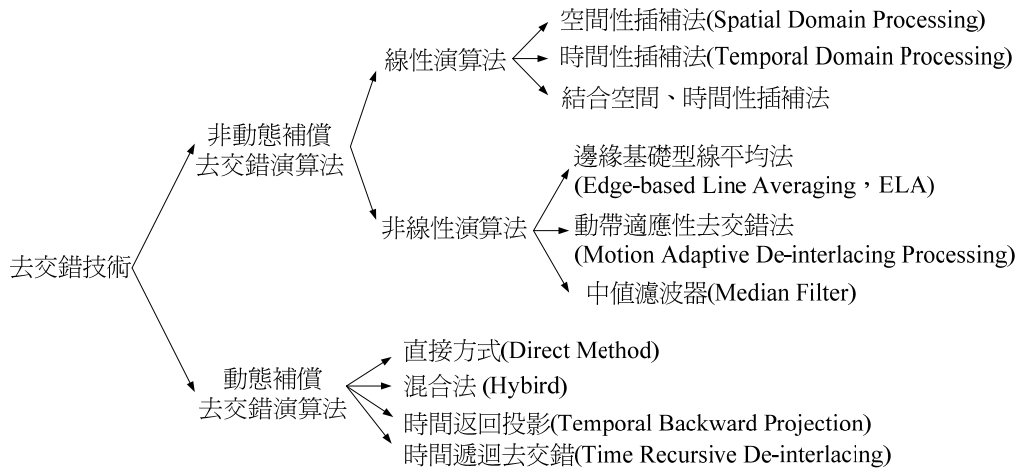 空間性插補法(Spatial Domain Processing)
線性演算法
時間性插補法(Temporal Domain Processing)
結合空間、時間性插補法
非動態補償
去交錯演算法
邊緣基礎型線平均法
(Edge-based Line Averaging，ELA)
非線性演算法
動帶適應性去交錯法
(Motion Adaptive De-interlacing Processing)
中值濾波器(Median Filter)
去交錯技術
直接方式(Direct Method)
動態補償
去交錯演算法
混合法 (Hybird)
時間返回投影(Temporal Backward Projection)
時間遞迴去交錯(Time Recursive De-interlacing)